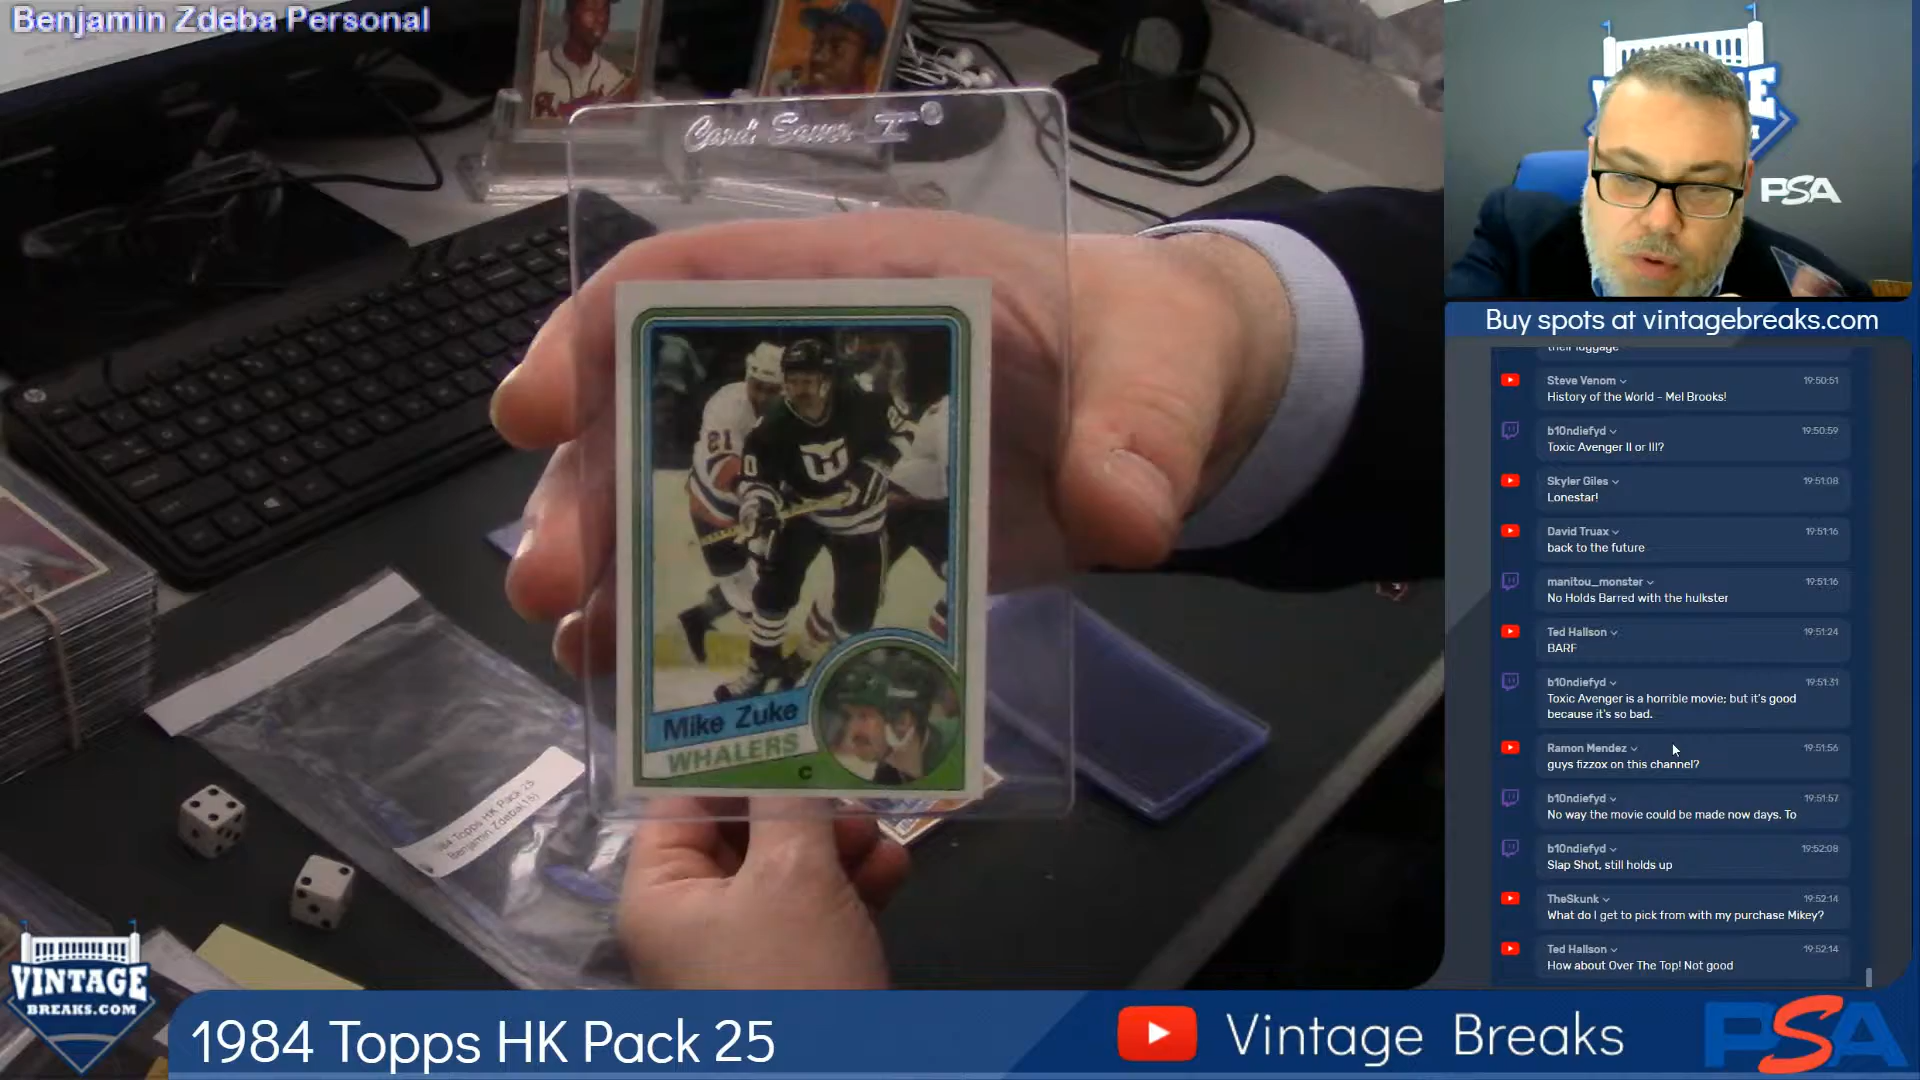 Benjamin Zdeba Personal
Card Saver I®
81
0
Mike Zuke
WHALERS
C
84 Topps HK Pack 25
Benjamin Zdeba(15)
VINTAGE
BREAKS.COM
1984 Topps HK Pack 25
Vintage Breaks
PSA
PSA
Buy spots at vintagebreaks.com
their luggage
Steve Venom 19:50:51
History of the World - Mel Brooks!
b10ndiefyd 19:50:59
Toxic Avenger II or III?
Skyler Giles 19:51:08
Lonestar!
David Truax 19:51:16
back to the future
manitou_monster 19:51:16
No Holds Barred with the hulkster
Ted Hallson 19:51:24
BARF
b10ndiefyd 19:51:31
Toxic Avenger is a horrible movie; but it's good
because it's so bad.
Ramon Mendez 19:51:56
guys fizzox on this channel?
b10ndiefyd 19:51:57
No way the movie could be made now days. To
b10ndiefyd 19:52:08
Slap Shot, still holds up
TheSkunk 19:52:14
What do I get to pick from with my purchase Mikey?
Ted Hallson 19:52:14
How about Over The Top! Not good